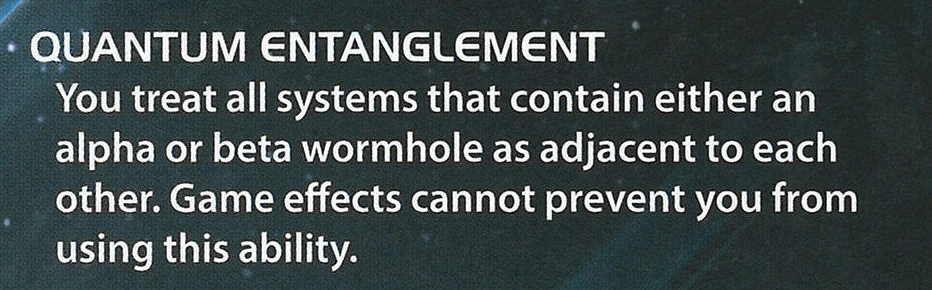 QUANTUM ENTANGLEMENT
You treat all systems that contain either an
alpha or beta wormhole as adjacent to each
other. Game effects cannot prevent you from
using this ability.